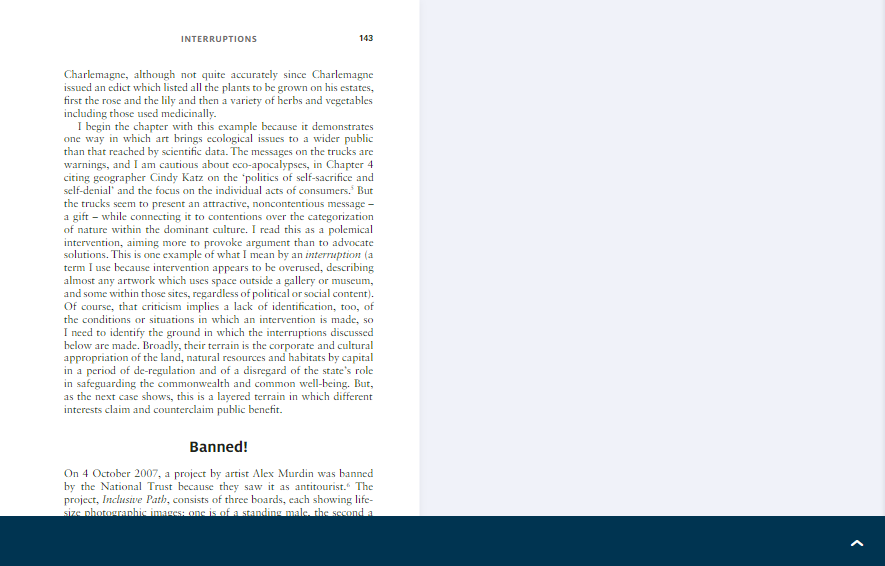 INTERRUPTIONS 143
Charlemagne, although not quite accurately since Charlemagne
issued an edict which listed all the plants to be grown on his estates,
first the rose and the lily and then a variety of herbs and vegetables
including those used medicinally.
I begin the chapter with this example because it demonstrates
one way in which art brings ecological issues to a wider public
than that reached by scientific data. The messages on the trucks are
warnings, and I am cautious about eco-apocalypses, in Chapter 4
citing geographer Cindy Katz on the ‘politics of self-sacrifice and
self-denial’ and the focus on the individual acts of consumers.⁵ But
the trucks seem to present an attractive, noncontentious message –
a gift – while connecting it to contentions over the categorization
of nature within the dominant culture. I read this as a polemical
intervention, aiming more to provoke argument than to advocate
solutions. This is one example of what I mean by an interruption (a
term I use because intervention appears to be overused, describing
almost any artwork which uses space outside a gallery or museum,
and some within those sites, regardless of political or social content).
Of course, that criticism implies a lack of identification, too, of
the conditions or situations in which an intervention is made, so
I need to identify the ground in which the interruptions discussed
below are made. Broadly, their terrain is the corporate and cultural
appropriation of the land, natural resources and habitats by capital
in a period of de-regulation and of a disregard of the state’s role
in safeguarding the commonwealth and common well-being. But,
as the next case shows, this is a layered terrain in which different
interests claim and counterclaim public benefit.
Banned!
On 4 October 2007, a project by artist Alex Murdin was banned
by the National Trust because they saw it as antitourist.⁶ The
project, Inclusive Path, consists of three boards, each showing life-
size photographic images: one is of a standing male, the second a